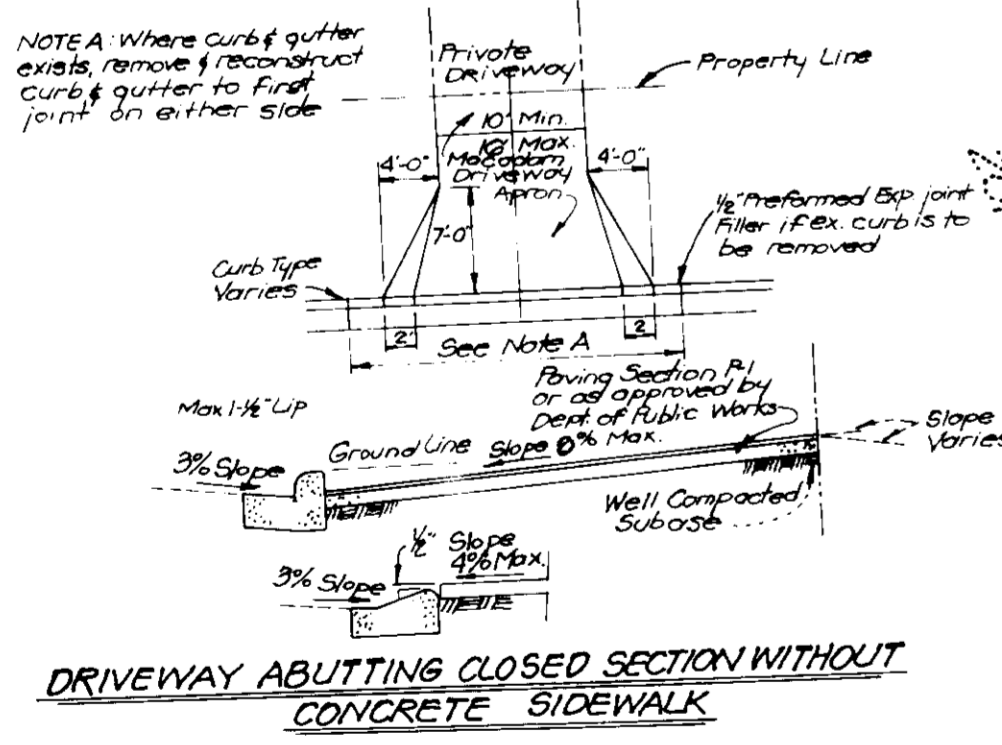 NOTE A: Where curb & gutter
exists, remove & reconstruct
curb & gutter to first
joint on either side
Private
DRIVEWAY
Property Line
10' Min.
Max.
4'-0"
Macadam
Driveway
Apron
4'-0"
7'-0"
1/2" Preformed Exp. joint
Filler if ex. curb is to
be removed
Curb Type
Varies
2'
2
See Note A
Max 1-1/2" Lip
Paving Section P-1
or as approved by
Dept. of Public Works
Ground Line
Slope % Max.
Slope
Varies
3% Slope
Well Compacted
Subase
1/2"
Slope
4% Max.
3% Slope
DRIVEWAY ABUTTING CLOSED SECTION WITHOUT
CONCRETE SIDEWALK